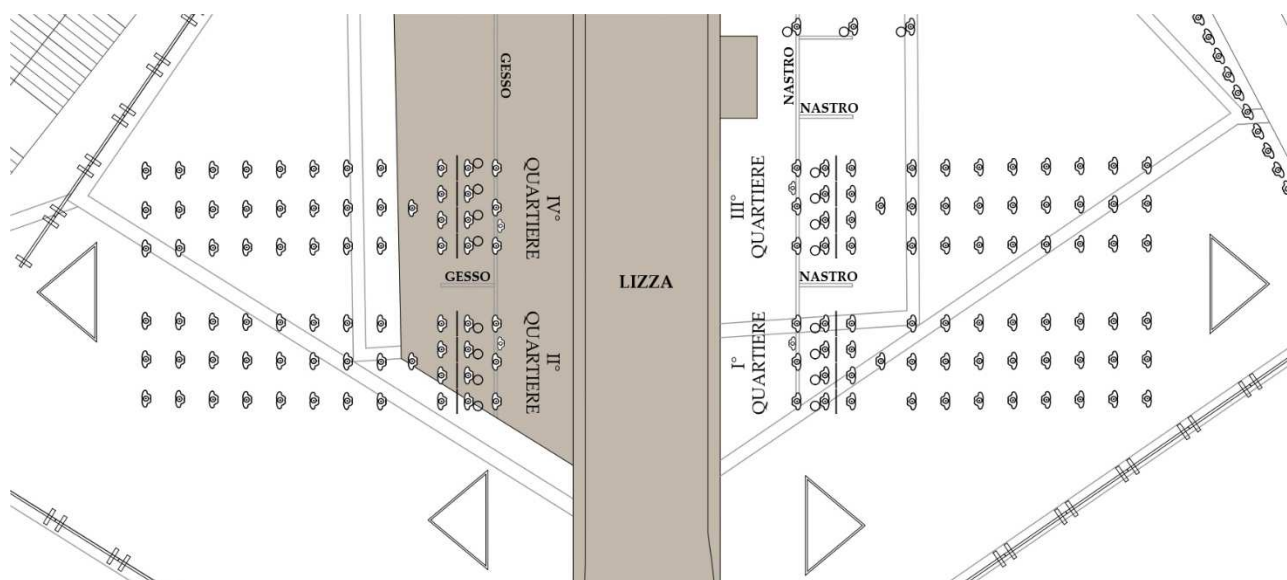 GESSO
NASTRO
NASTRO
IV°
QUARTIERE
III°
QUARTIERE
GESSO
LIZZA
NASTRO
II°
QUARTIERE
I°
QUARTIERE